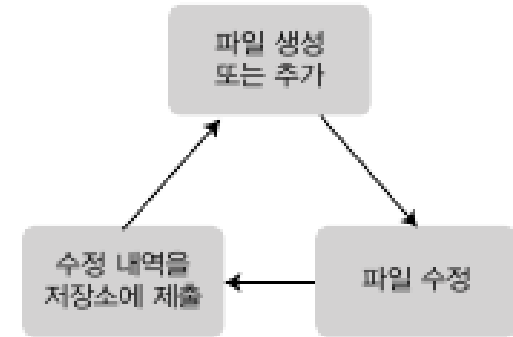 파일 생성
또는 추가
수정 내역을
저장소에 제출
파일 수정